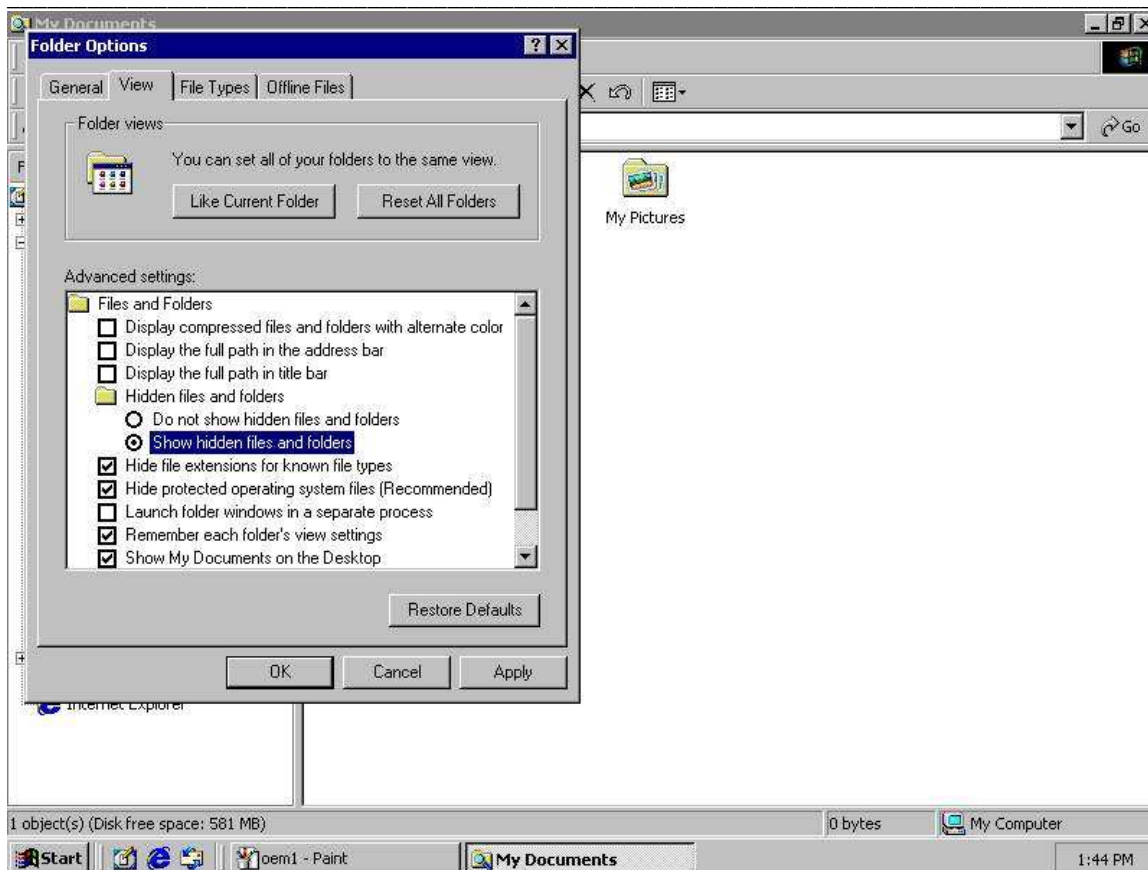 My Documents
Folder Options
General View File Types Offline Files
Folder views
You can set all of your folders to the same view.
Like Current Folder Reset All Folders
Go
My Pictures
Advanced settings:
Files and Folders
Display compressed files and folders with alternate color
Display the full path in the address bar
Display the full path in title bar
Hidden files and folders
Do not show hidden files and folders
Show hidden files and folders
Hide file extensions for known file types
Hide protected operating system files (Recommended)
Launch folder windows in a separate process
Remember each folder's view settings
Show My Documents on the Desktop
Restore Defaults
OK Cancel Apply
Internet Explorer
1 object(s) (Disk free space: 581 MB) 0 bytes My Computer
Start oem1 - Paint My Documents 1:44 PM